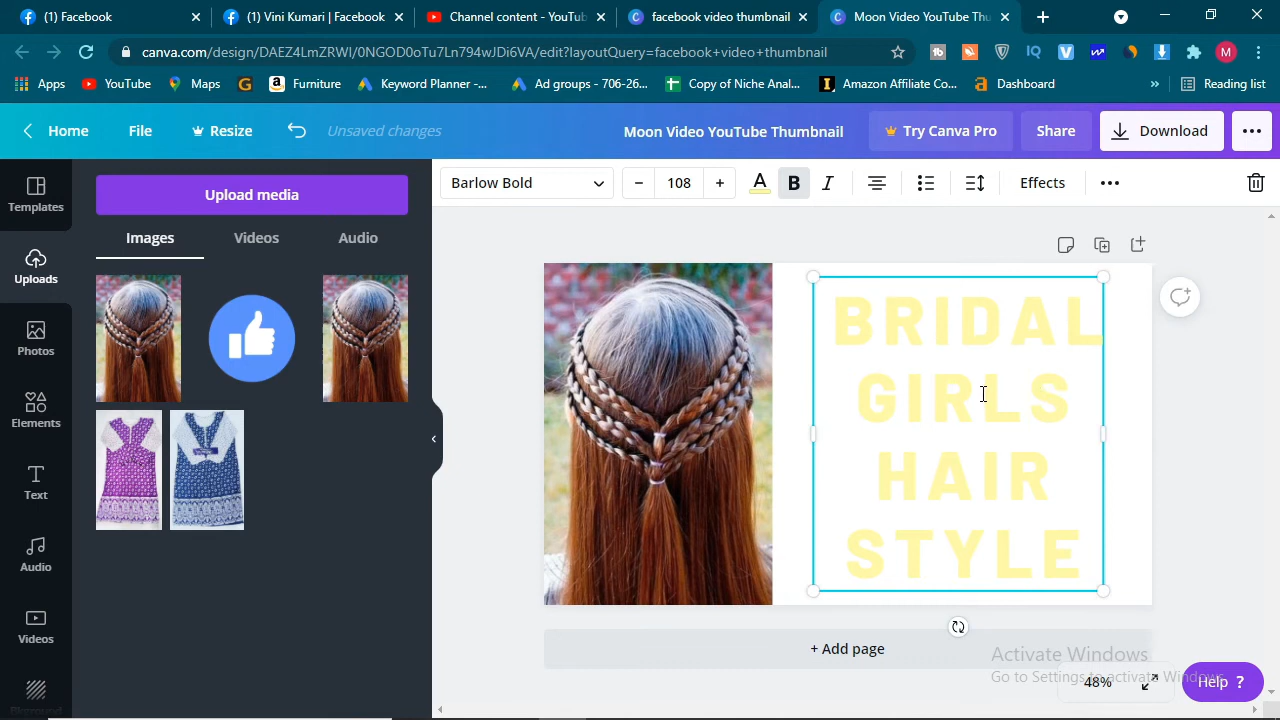 (1) Facebook
(1) Vini Kumari | Facebook
Channel content - YouTub
facebook video thumbnail
Moon Video YouTube Thu
canva.com/design/DAEZ4LmZRWI/0NGOD0oTu7Ln794wJDi6VA/edit?layoutQuery=facebook+video+thumbnail
tb
IQ
M
Apps
YouTube
Maps
Furniture
Keyword Planner -...
Ad groups - 706-26...
Copy of Niche Anal...
Amazon Affiliate Co...
Dashboard
»
Reading list
Home
File
Resize
Unsaved changes
Moon Video YouTube Thumbnail
Try Canva Pro
Share
Download
Templates
Uploads
Photos
Elements
Text
Audio
Videos
Upload media
Images
Videos
Audio
Barlow Bold
– 108 +
A
B
I
Effects
BRIDAL
GIRLS
HAIR
STYLE
+ Add page
Activate Windows
Go to Settings to activate Windows.
48%
Help ?